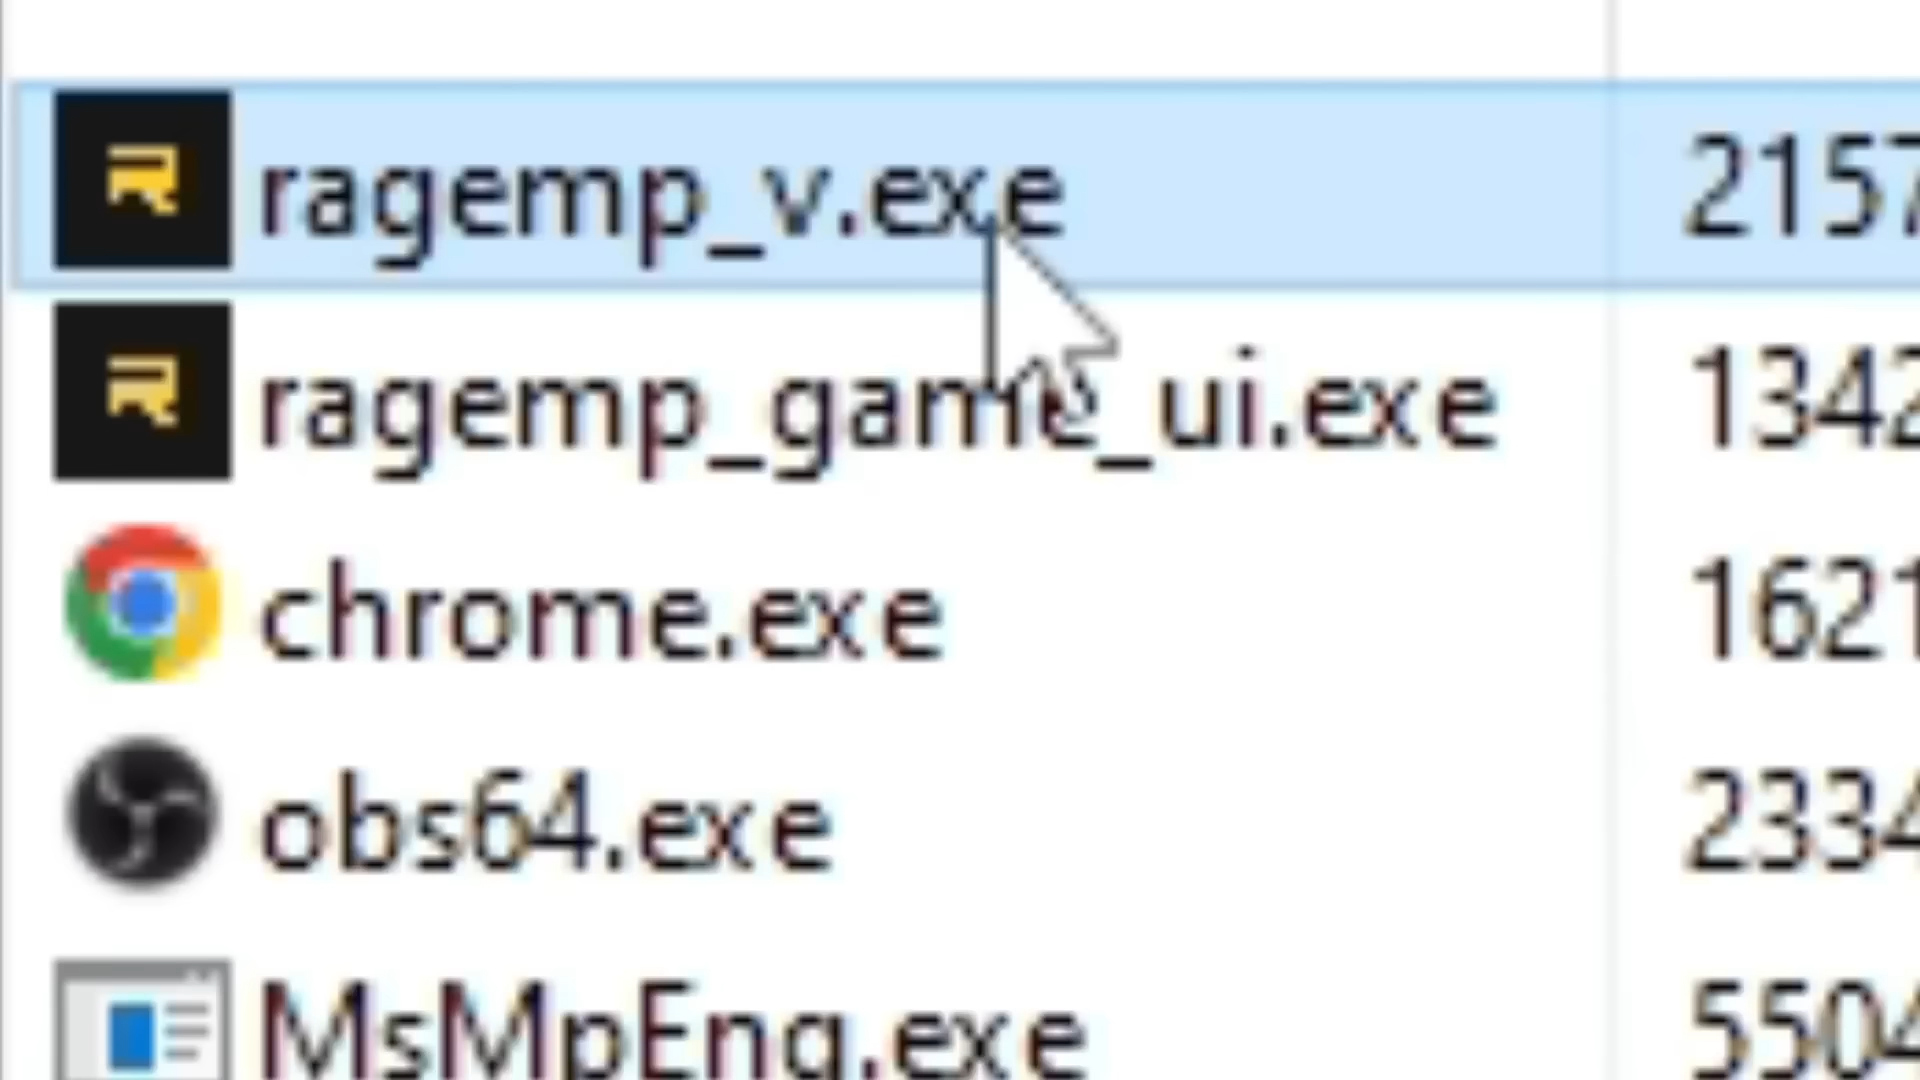 ragemp_v.exe 2157
ragemp_game_ui.exe 1342
chrome.exe 1621
obs64.exe 2334
MsMpEng.exe 5504